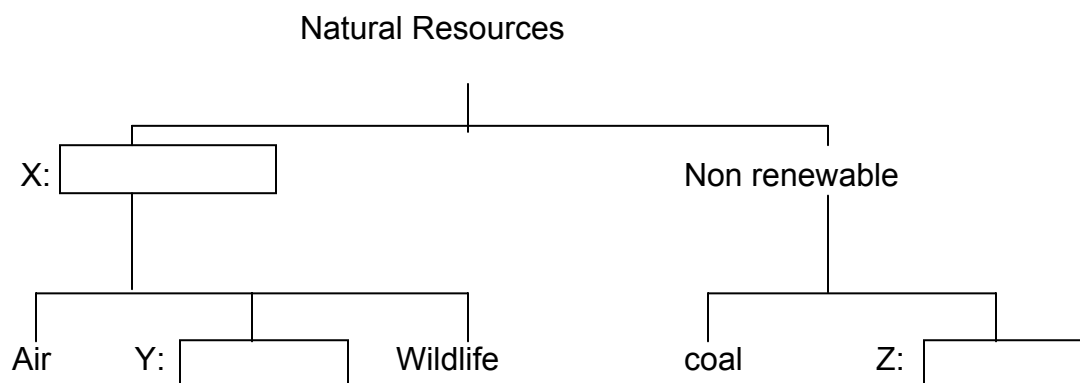 Natural Resources
X:
Non renewable
Air
Y:
Wildlife
coal
Z: